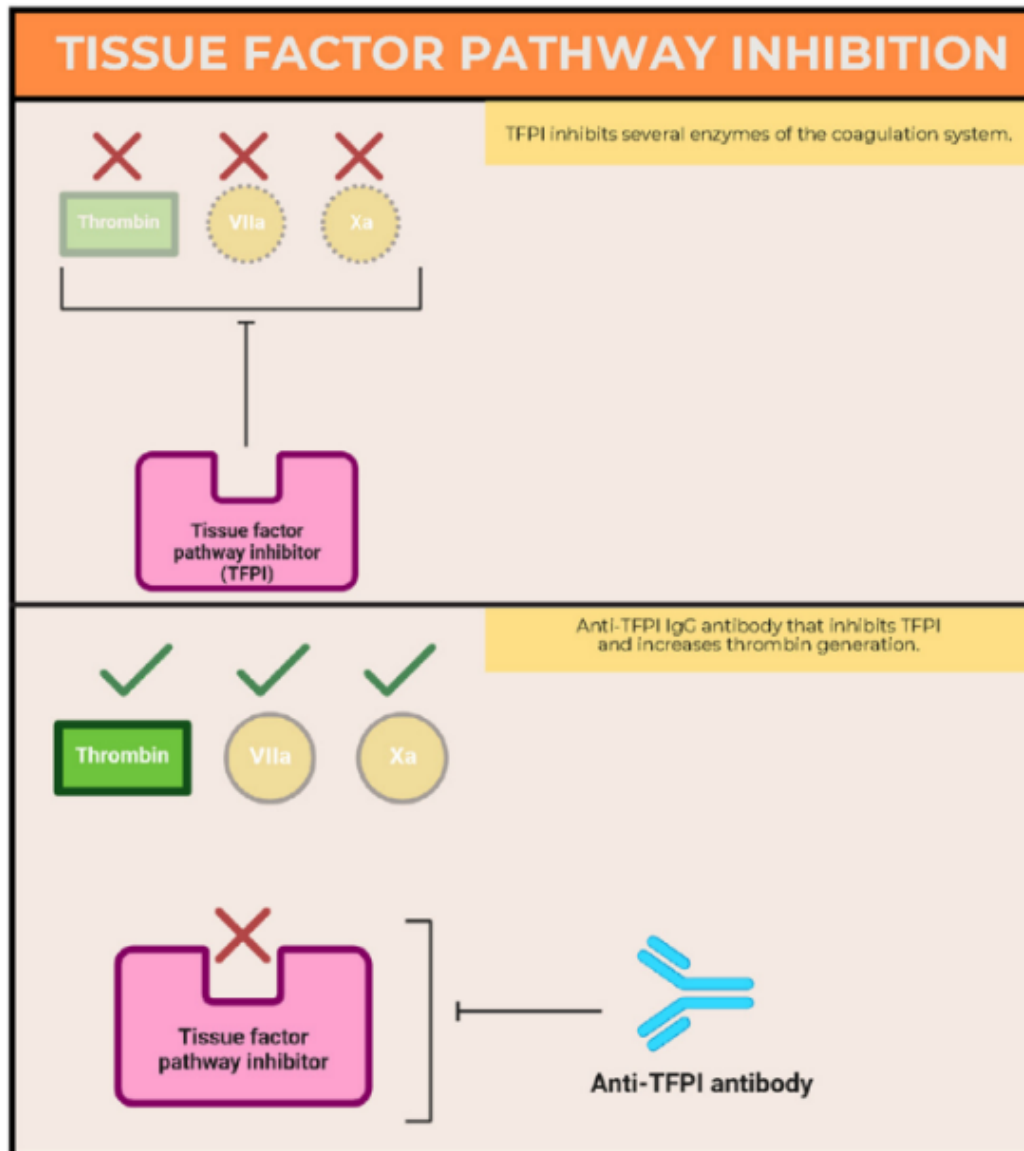 TISSUE FACTOR PATHWAY INHIBITION
TFPI inhibits several enzymes of the coagulation system.
Thrombin
VIIa
Xa
Tissue factor
pathway inhibitor
(TFPI)
Anti-TFPI IgG antibody that inhibits TFPI
and increases thrombin generation.
Thrombin
VIIa
Xa
Tissue factor
pathway inhibitor
Anti-TFPI antibody